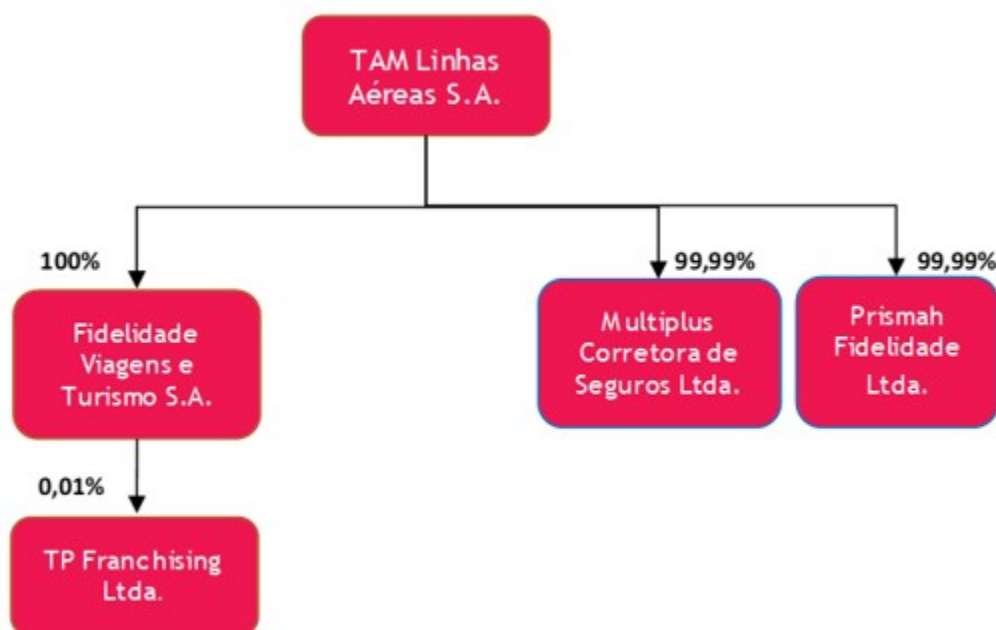 TAM Linhas
Aéreas S.A.
100%
99,99%
99,99%
Fidelidade
Viagens e
Turismo S.A.
Multiplus
Corretora de
Seguros Ltda.
Prismah
Fidelidade
Ltda.
0,01%
TP Franchising
Ltda.